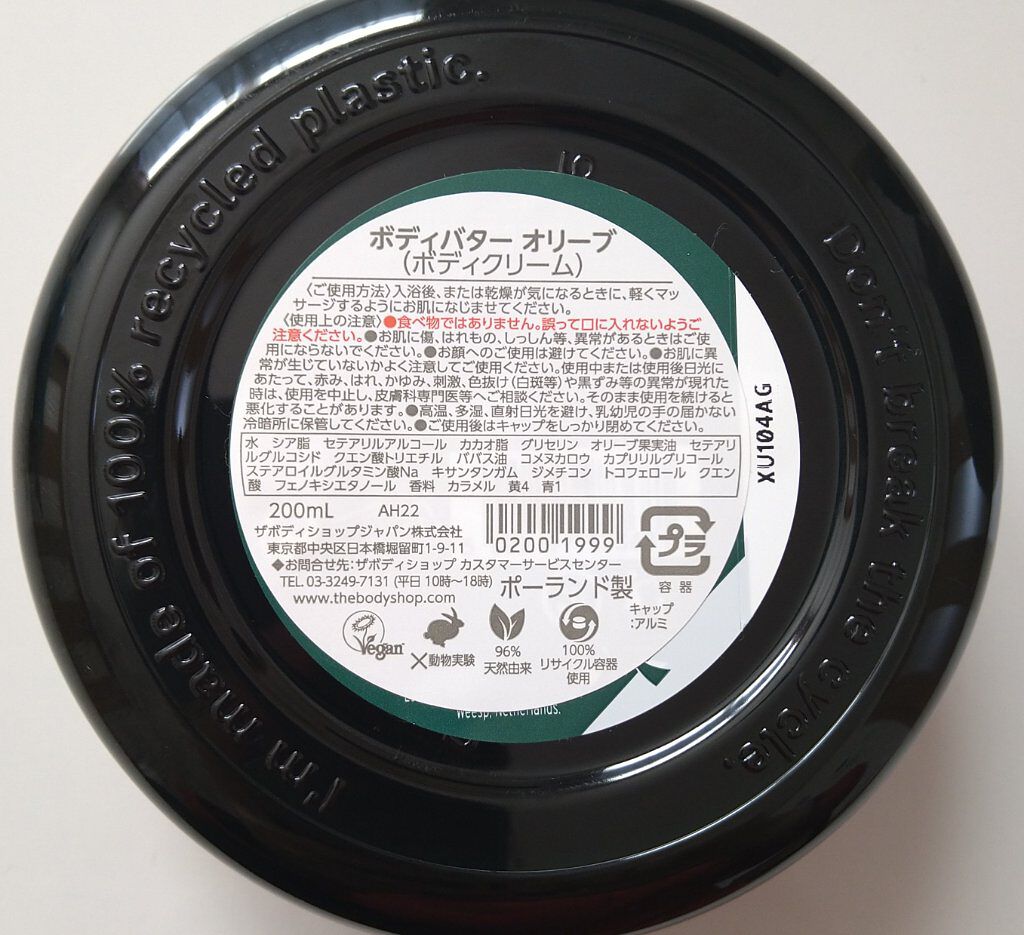 I'm made of 100% recycled plastic.
Don't break the cycle.
ボディバター オリーブ
(ボディクリーム)
〈ご使用方法〉入浴後、または乾燥が気になるときに、軽くマッ
サージするようにお肌になじませてください。
〈使用上の注意〉●食べ物ではありません。誤って口に入れないようご
注意ください。●お肌に傷、はれもの、しっしん等、異常があるときはご使
用にならないでください。●お顔へのご使用は避けてください。●お肌に異
常が生じていないかよく注意してご使用ください。使用中または使用後日光に
あたって、赤み、はれ、かゆみ、刺激、色抜け(白斑等)や黒ずみ等の異常が現れた
時は、使用を中止し、皮膚科専門医等へご相談ください。そのまま使用を続けると
悪化することがあります。●高温、多湿、直射日光を避け、乳幼児の手の届かない
冷暗所に保管してください。●ご使用後はキャップをしっかり閉めてください。
水 シア脂 セテアリルアルコール カカオ脂 グリセリン オリーブ果実油 セテアリ
ルグルコシド クエン酸トリエチル ババス油 コメヌカロウ カプリリルグリコール
ステアロイルグルタミン酸Na キサンタンガム ジメチコン トコフェロール クエン
酸 フェノキシエタノール 香料 カラメル 黄4 青1
200mL AH22
ザボディショップジャパン株式会社
東京都中央区日本橋堀留町1-9-11
◆お問合せ先:ザボディショップ カスタマーサービスセンター
TEL 03-3249-7131 (平日 10時～18時) ポーランド製
www.thebodyshop.com
0200 1999
プラ
容器
キャップ
:アルミ
Vegan
×動物実験
96%
天然由来
100%
リサイクル容器
使用
XU104AG
Weesp, Netherlands.